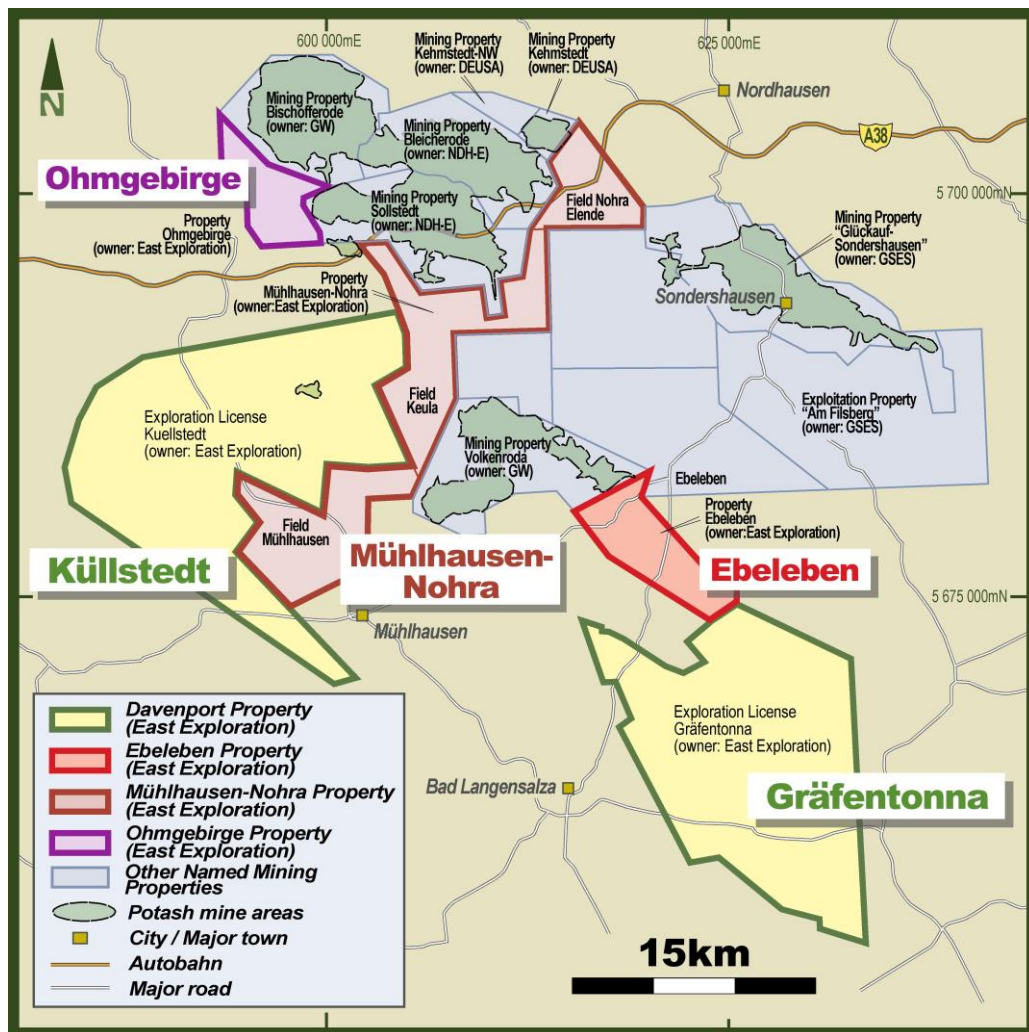 600 000mE
625 000mE
Mining Property
Kehmstedt-NW
(owner: DEUSA)
Mining Property
Kehmstedt
(owner: DEUSA)
N
Mining Property
Bischofferode
(owner: GW)
Nordhausen
Mining Property
Bleicherode
(owner: NDH-E)
A38
Ohmgebirge
Field Nohra
Elende
5 700 000mN
Mining Property
Sollstedt
(owner: NDH-E)
Property
Ohmgebirge
(owner: East Exploration)
Mining Property
"Glückauf-
Sondershausen"
(owner: GSES)
Property
Mühlhausen-Nohra
(owner:East Exploration)
Sondershausen
Field
Keula
Exploration License
Kuellstedt
(owner: East Exploration)
Exploitation Property
"Am Filsberg"
(owner: GSES)
Mining Property
Volkenroda
(owner: GW)
Ebeleben
Property
Ebeleben
(owner:East Exploration)
Field
Mühlhausen
Küllstedt
Mühlhausen-
Nohra
Ebeleben
5 675 000mN
Mühlhausen
Exploration License
Gräfentonna
(owner: East Exploration)
Bad Langensalza
Gräfentonna
Davenport Property
(East Exploration)
Ebeleben Property
(East Exploration)
Mühlhausen-Nohra Property
(East Exploration)
Ohmgebirge Property
(East Exploration)
Other Named Mining
Properties
Potash mine areas
City / Major town
Autobahn
Major road
15km